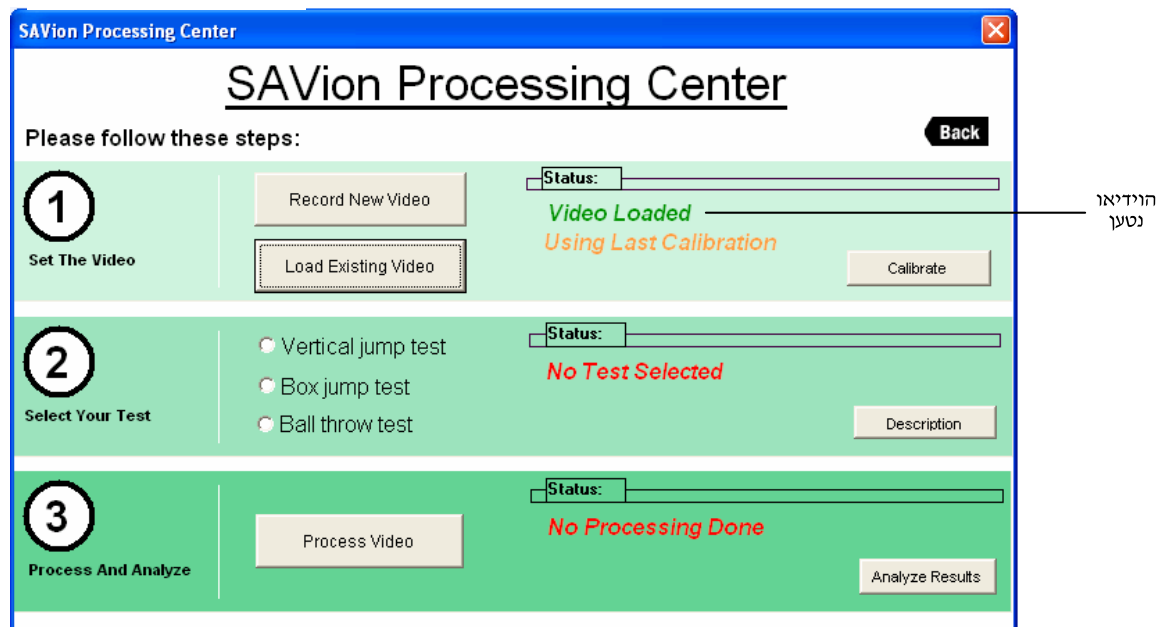 SAVion Processing Center
SAVion Processing Center
Please follow these steps:
Back
1
Set The Video
Record New Video
Load Existing Video
Status:
Video Loaded
Using Last Calibration
Calibrate
הוידיאו
נטען
2
Select Your Test
Vertical jump test
Box jump test
Ball throw test
Status:
No Test Selected
Description
3
Process And Analyze
Process Video
Status:
No Processing Done
Analyze Results